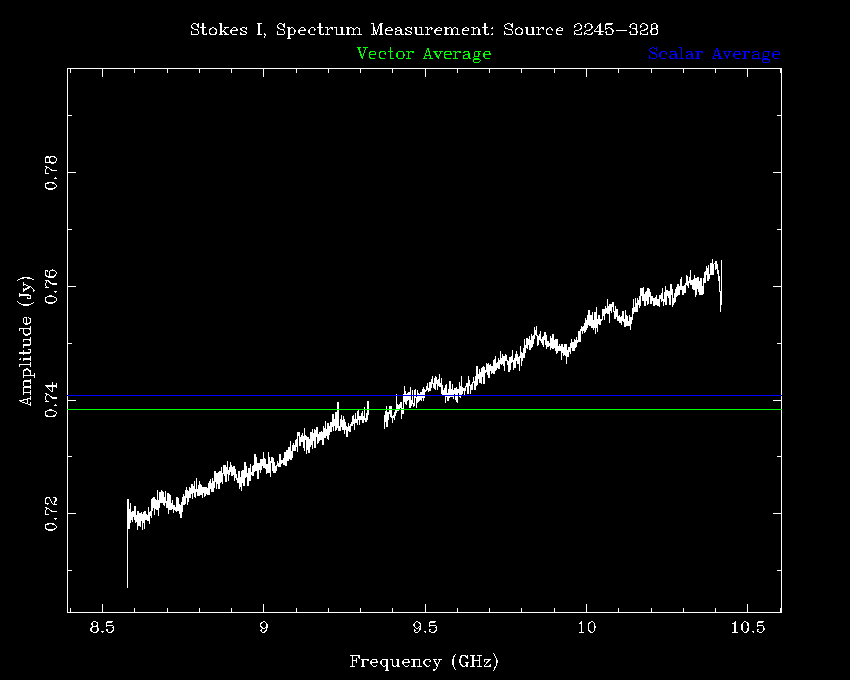 Stokes I, Spectrum Measurement: Source 2245−328
Vector Average Scalar Average
0.78
0.76
0.74
0.72
Amplitude (Jy)
8.5 9 9.5 10 10.5
Frequency (GHz)